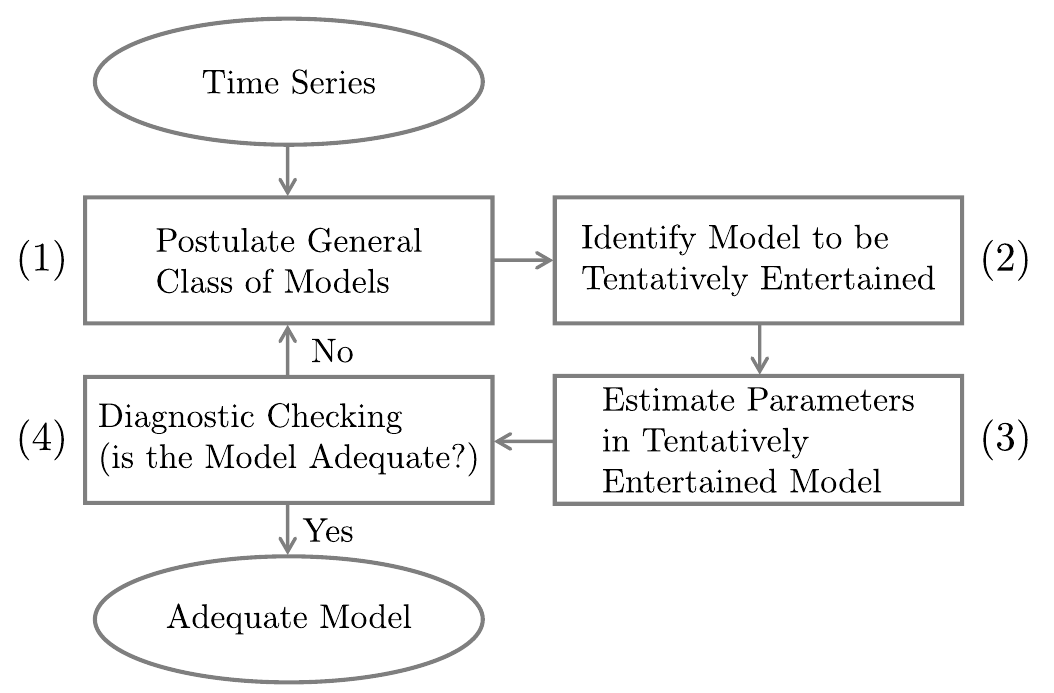 Time Series
(1)
Postulate General
Class of Models
Identify Model to be
Tentatively Entertained
(2)
No
Estimate Parameters
in Tentatively
Entertained Model
(3)
(4)
Diagnostic Checking
(is the Model Adequate?)
Yes
Adequate Model